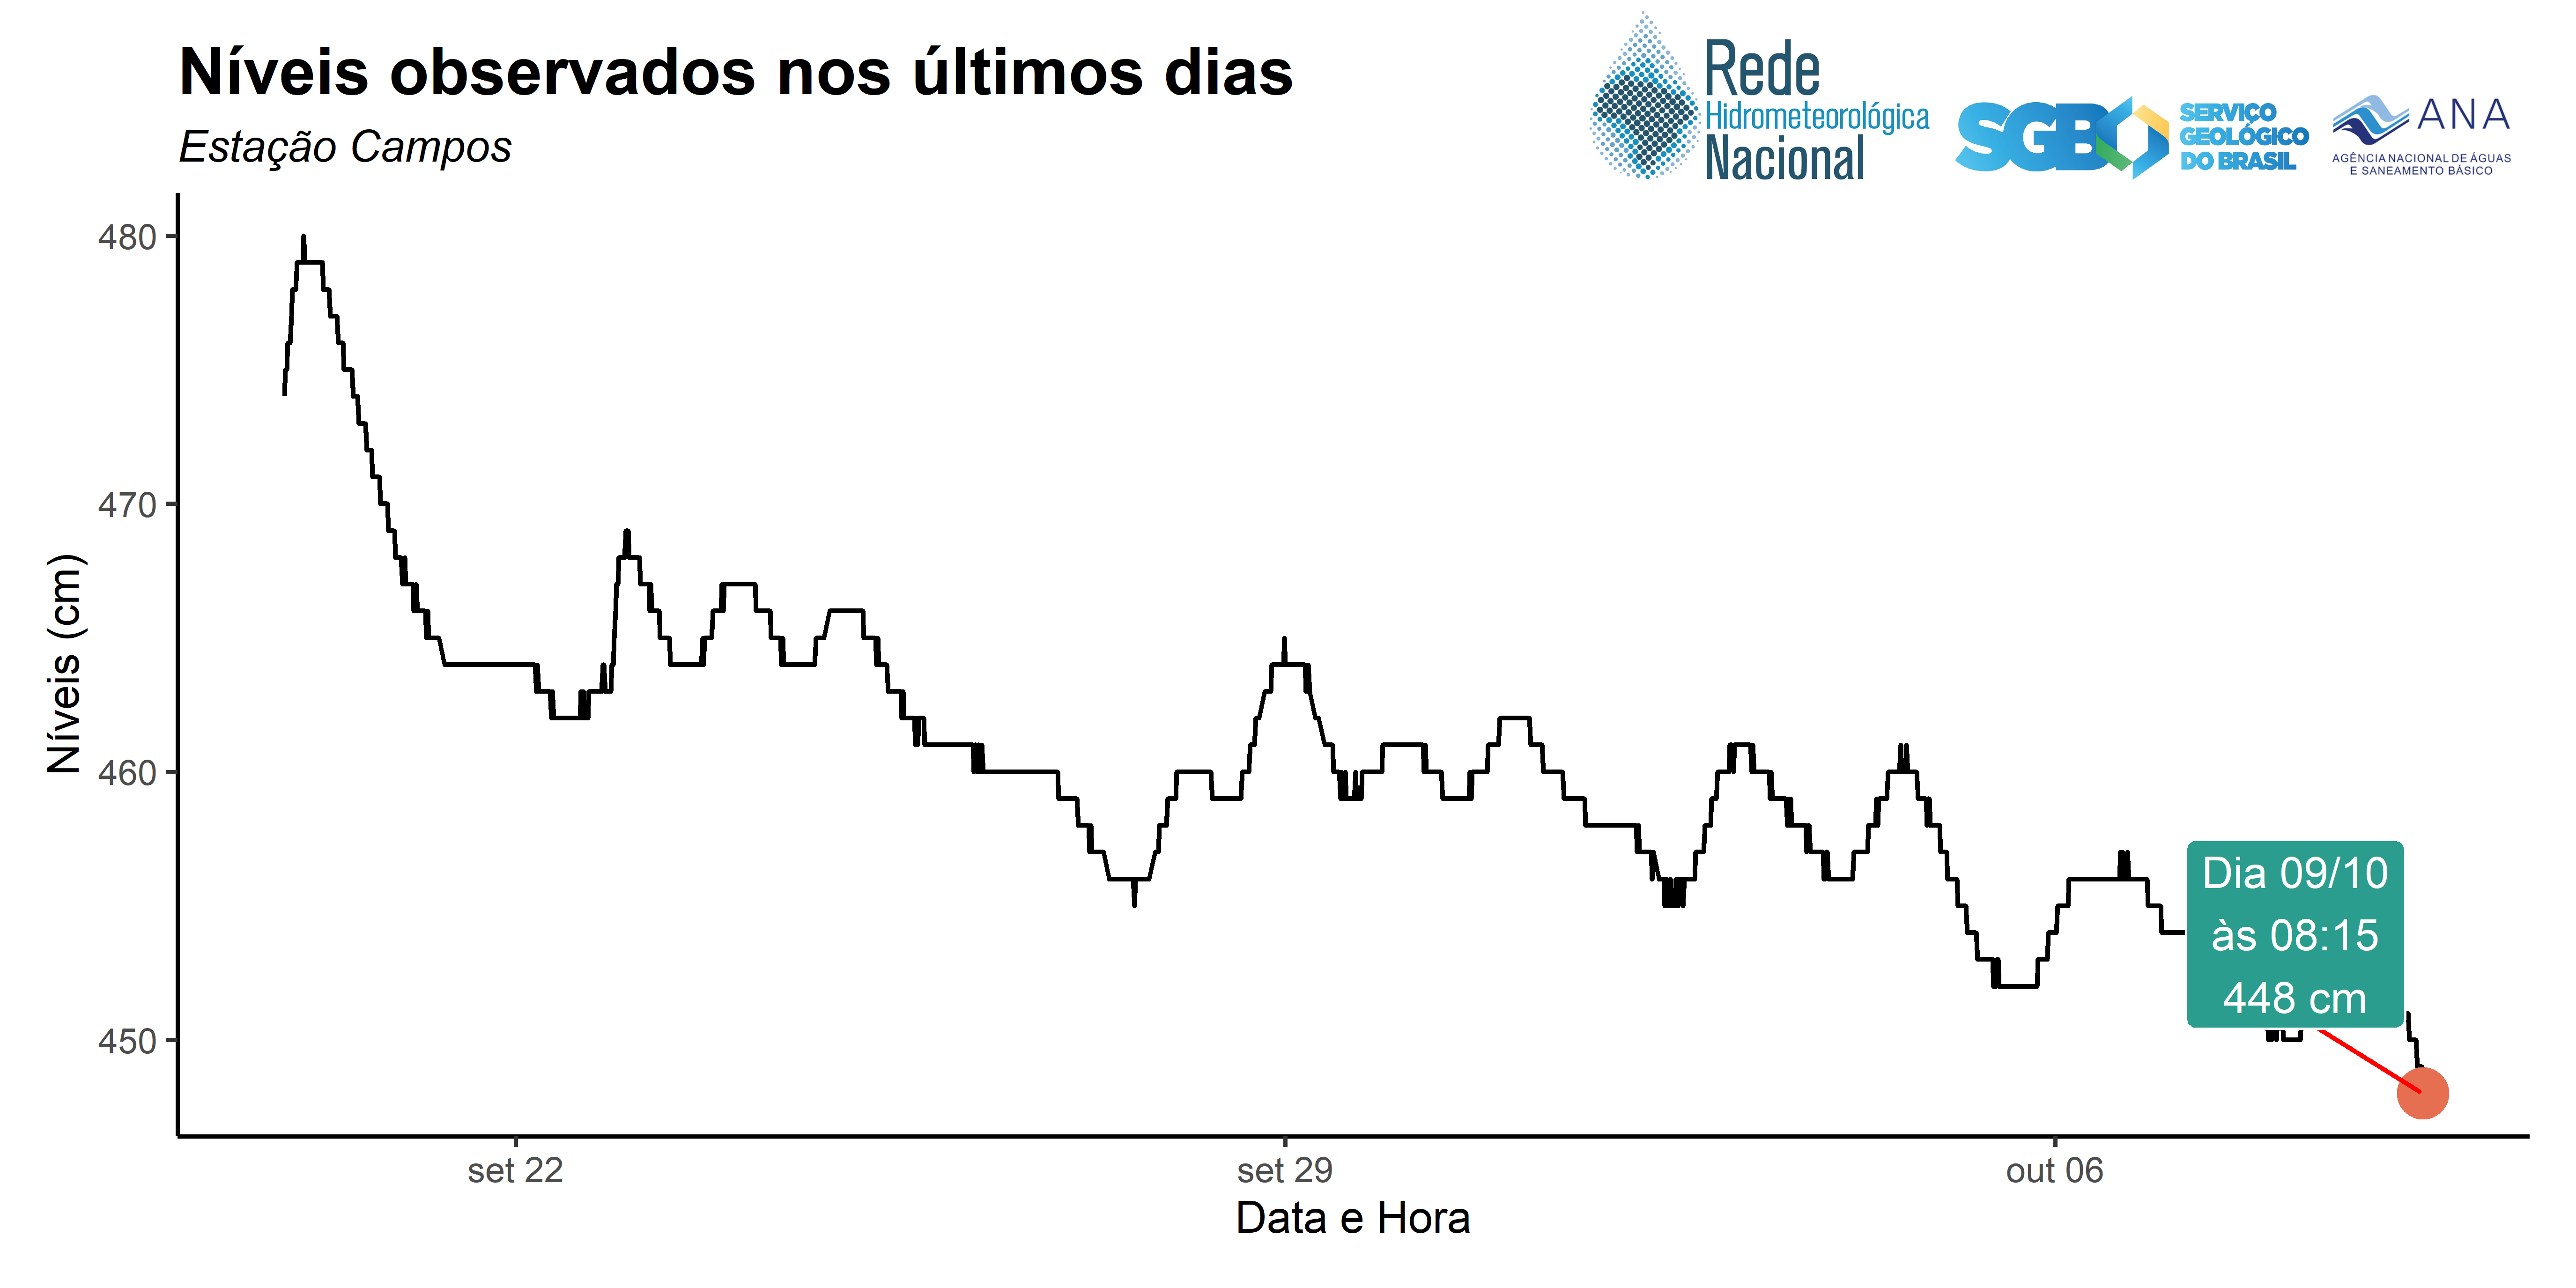 Níveis observados nos últimos dias
Estação Campos
Rede
Hidrometeorológica
Nacional
SGB
SERVIÇO
GEOLÓGICO
DO BRASIL
ANA
AGÊNCIA NACIONAL DE ÁGUAS
E SANEAMENTO BÁSICO
Níveis (cm)
480
470
460
450
Dia 09/10
às 08:15
448 cm
set 22
set 29
out 06
Data e Hora